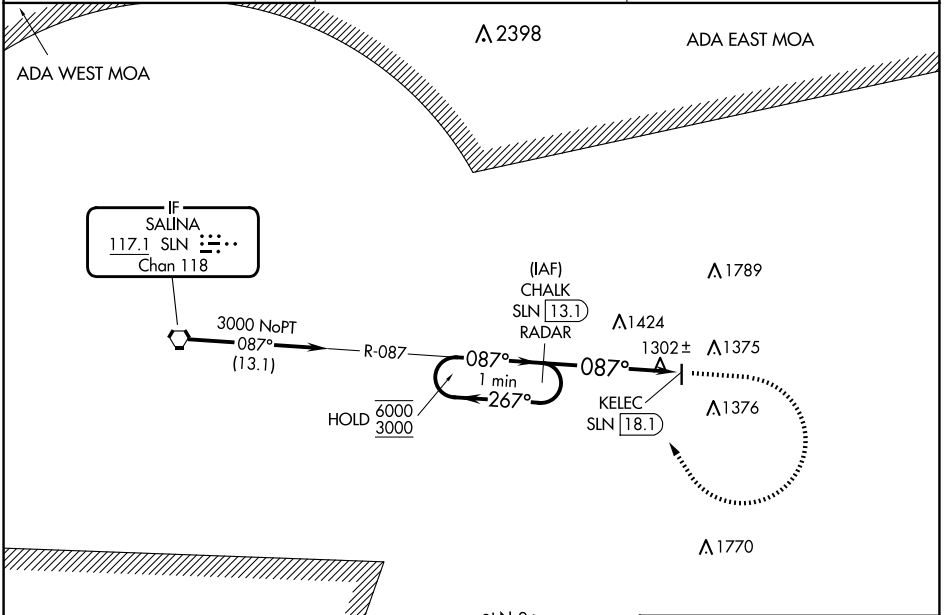 2398
ADA EAST MOA
ADA WEST MOA
IF
SALINA
117.1 SLN
Chan 118
(IAF)
CHALK
SLN 13.1
RADAR
1789
3000 NoPT
087°
(13.1)
R-087
1424
1302±
1375
087°
087°
1 min
267°
HOLD 6000
3000
KELEC
SLN 18.1
1376
1770